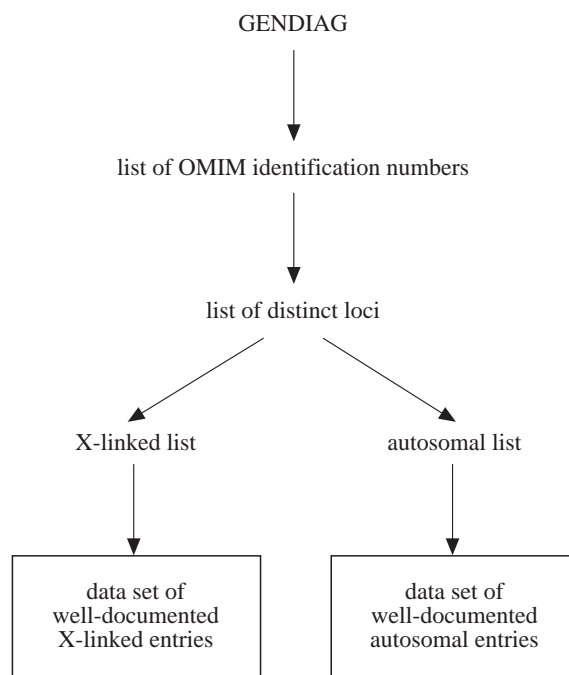 GENDIAG
list of OMIM identification numbers
list of distinct loci
X-linked list
autosomal list
data set of
well-documented
X-linked entries
data set of
well-documented
autosomal entries